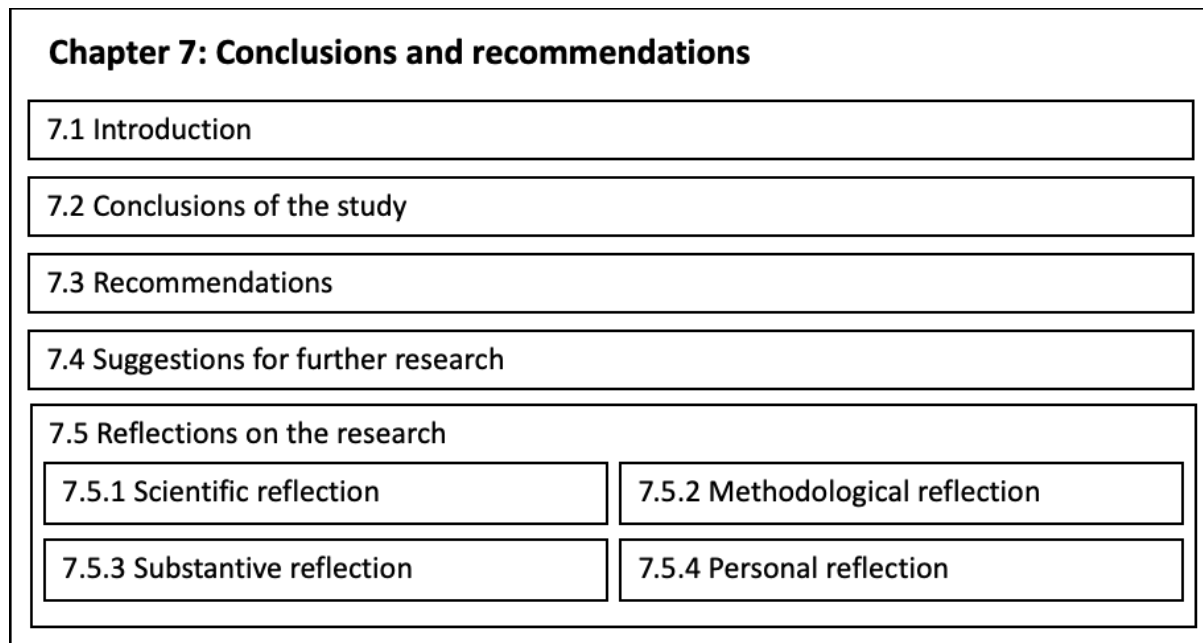 Chapter 7: Conclusions and recommendations
7.1 Introduction
7.2 Conclusions of the study
7.3 Recommendations
7.4 Suggestions for further research
7.5 Reflections on the research
7.5.1 Scientific reflection
7.5.2 Methodological reflection
7.5.3 Substantive reflection
7.5.4 Personal reflection